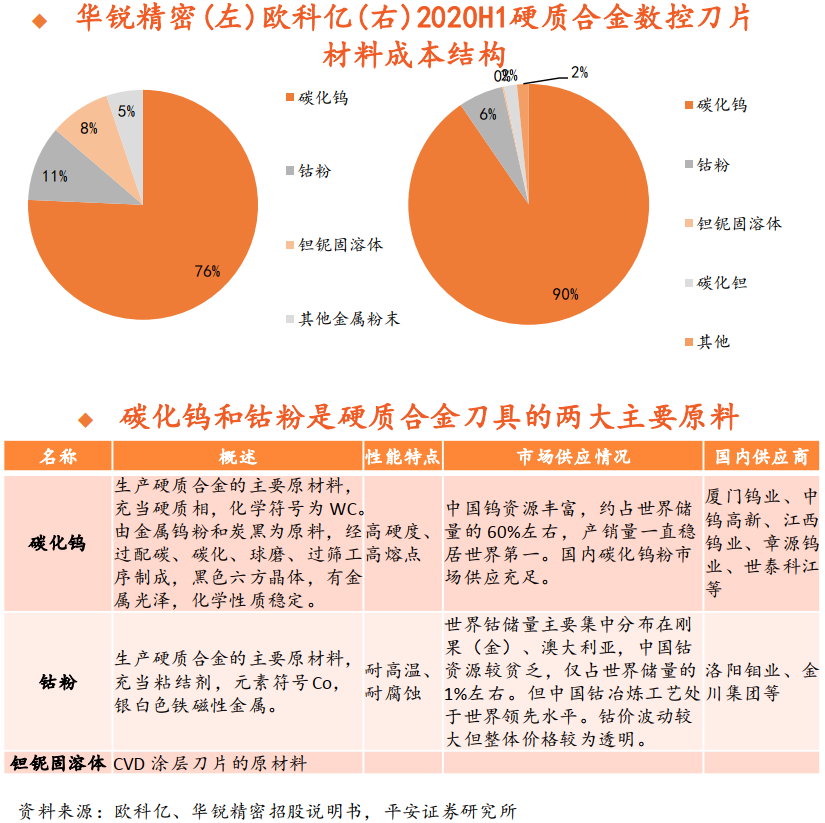 ◆ 华锐精密(左)欧科亿(右)2020H1硬质合金数控刀片
材料成本结构
5%
8%
11%
76%
碳化钨
钴粉
钽铌固溶体
其他金属粉末
0%
2%
2%
6%
90%
碳化钨
钴粉
钽铌固溶体
碳化钽
其他
◆ 碳化钨和钴粉是硬质合金刀具的两大主要原料
名称 概述 性能特点 市场供应情况 国内供应商
碳化钨
生产硬质合金的主要原材料，
充当硬质相，化学符号为 WC。
由金属钨粉和炭黑为原料，经
过配碳、碳化、球磨、过筛工
序制成，黑色六方晶体，有金
属光泽，化学性质稳定。
高硬度、
高熔点
中国钨资源丰富，约占世界储
量的 60%左右，产销量一直稳
居世界第一。国内碳化钨粉市
场供应充足。
厦门钨业、中
钨高新、江西
钨业、章源钨
业、世泰科江
等
钴粉
生产硬质合金的主要原材料，
充当粘结剂，元素符号 Co，
银白色铁磁性金属。
耐高温、
耐腐蚀
世界钴储量主要集中分布在刚
果（金）、澳大利亚，中国钴
资源较贫乏，仅占世界储量的
1%左右。但中国钴冶炼工艺处
于世界领先水平。钴价波动较
大但整体价格较为透明。
洛阳钼业、金
川集团等
钽铌固溶体 CVD 涂层刀片的原材料
资料来源：欧科亿、华锐精密招股说明书，平安证券研究所